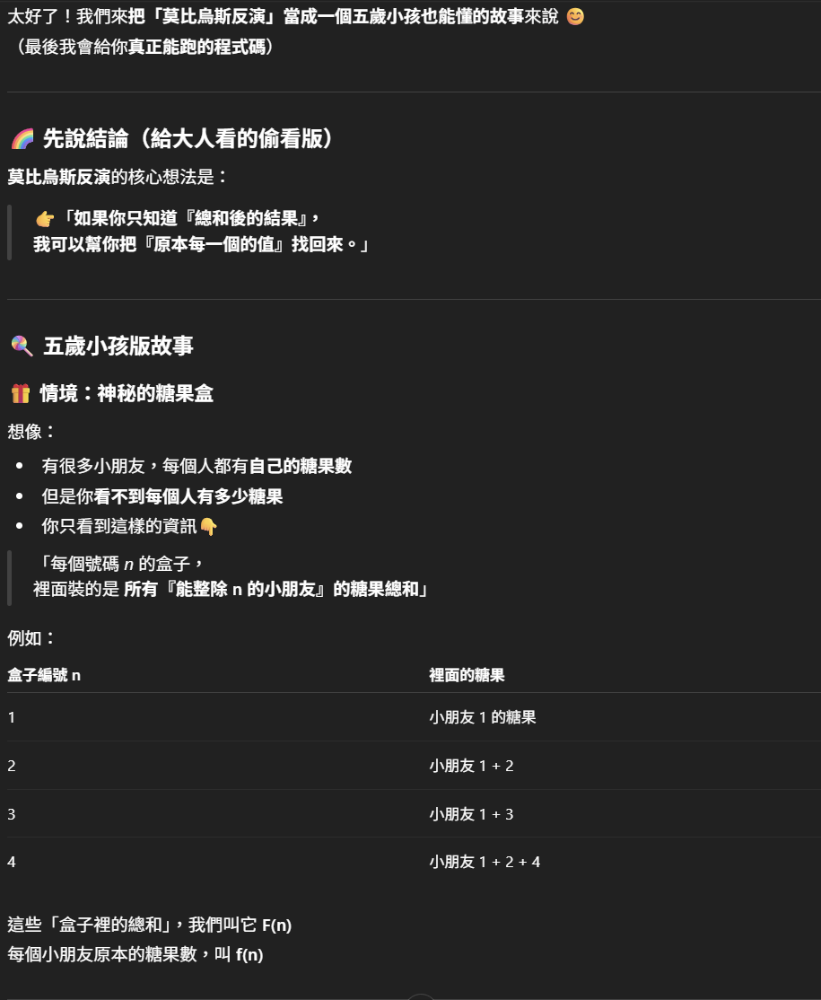 太好了！我們來把「莫比烏斯反演」當成一個五歲小孩也能懂的故事來說 😊
（最後我會給你真正能跑的程式碼）
🌈 先說結論（給大人看的偷看版）
莫比烏斯反演的核心想法是：
👉「如果你只知道『總和後的結果』，
我可以幫你把『原本每一個的值』找回來。」
🍭 五歲小孩版故事
🎁 情境：神秘的糖果盒
想像：
• 有很多小朋友，每個人都有自己的糖果數
• 但是你看不到每個人有多少糖果
• 你只看到這樣的資訊👇
「每個號碼 n 的盒子，
裡面裝的是 所有『能整除 n 的小朋友』的糖果總和」
例如：
盒子編號 n 裡面的糖果
1 小朋友 1 的糖果
2 小朋友 1 + 2
3 小朋友 1 + 3
4 小朋友 1 + 2 + 4
這些「盒子裡的總和」，我們叫它 F(n)
每個小朋友原本的糖果數，叫 f(n)